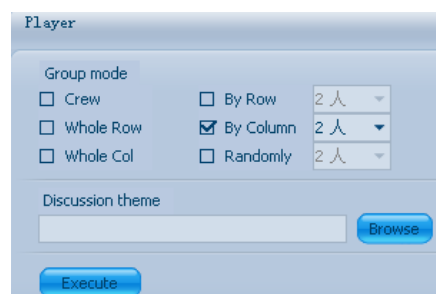 Player
Group mode
Crew By Row 2 人
Whole Row By Column 2 人
Whole Col Randomly 2 人
Discussion theme
Browse
Execute